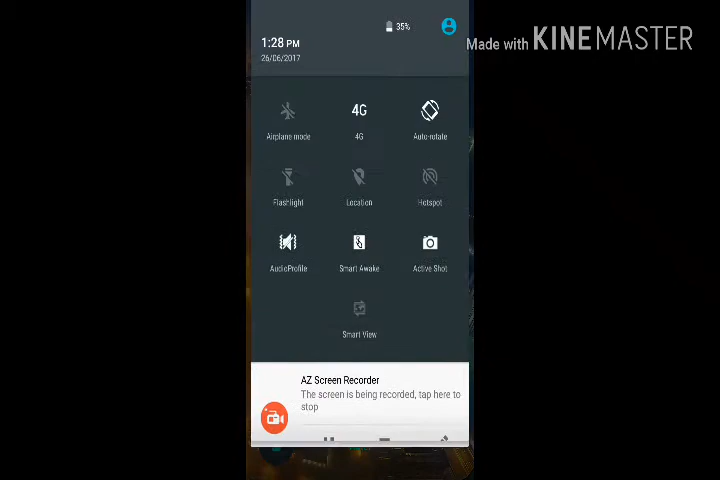 35%
1:28 PM
26/06/2017
Made with KINEMASTER
4G
Airplane mode
4G
Auto-rotate
Flashlight
Location
Hotspot
AudioProfile
Smart Awake
Active Shot
Smart View
AZ Screen Recorder
The screen is being recorded, tap here to
stop